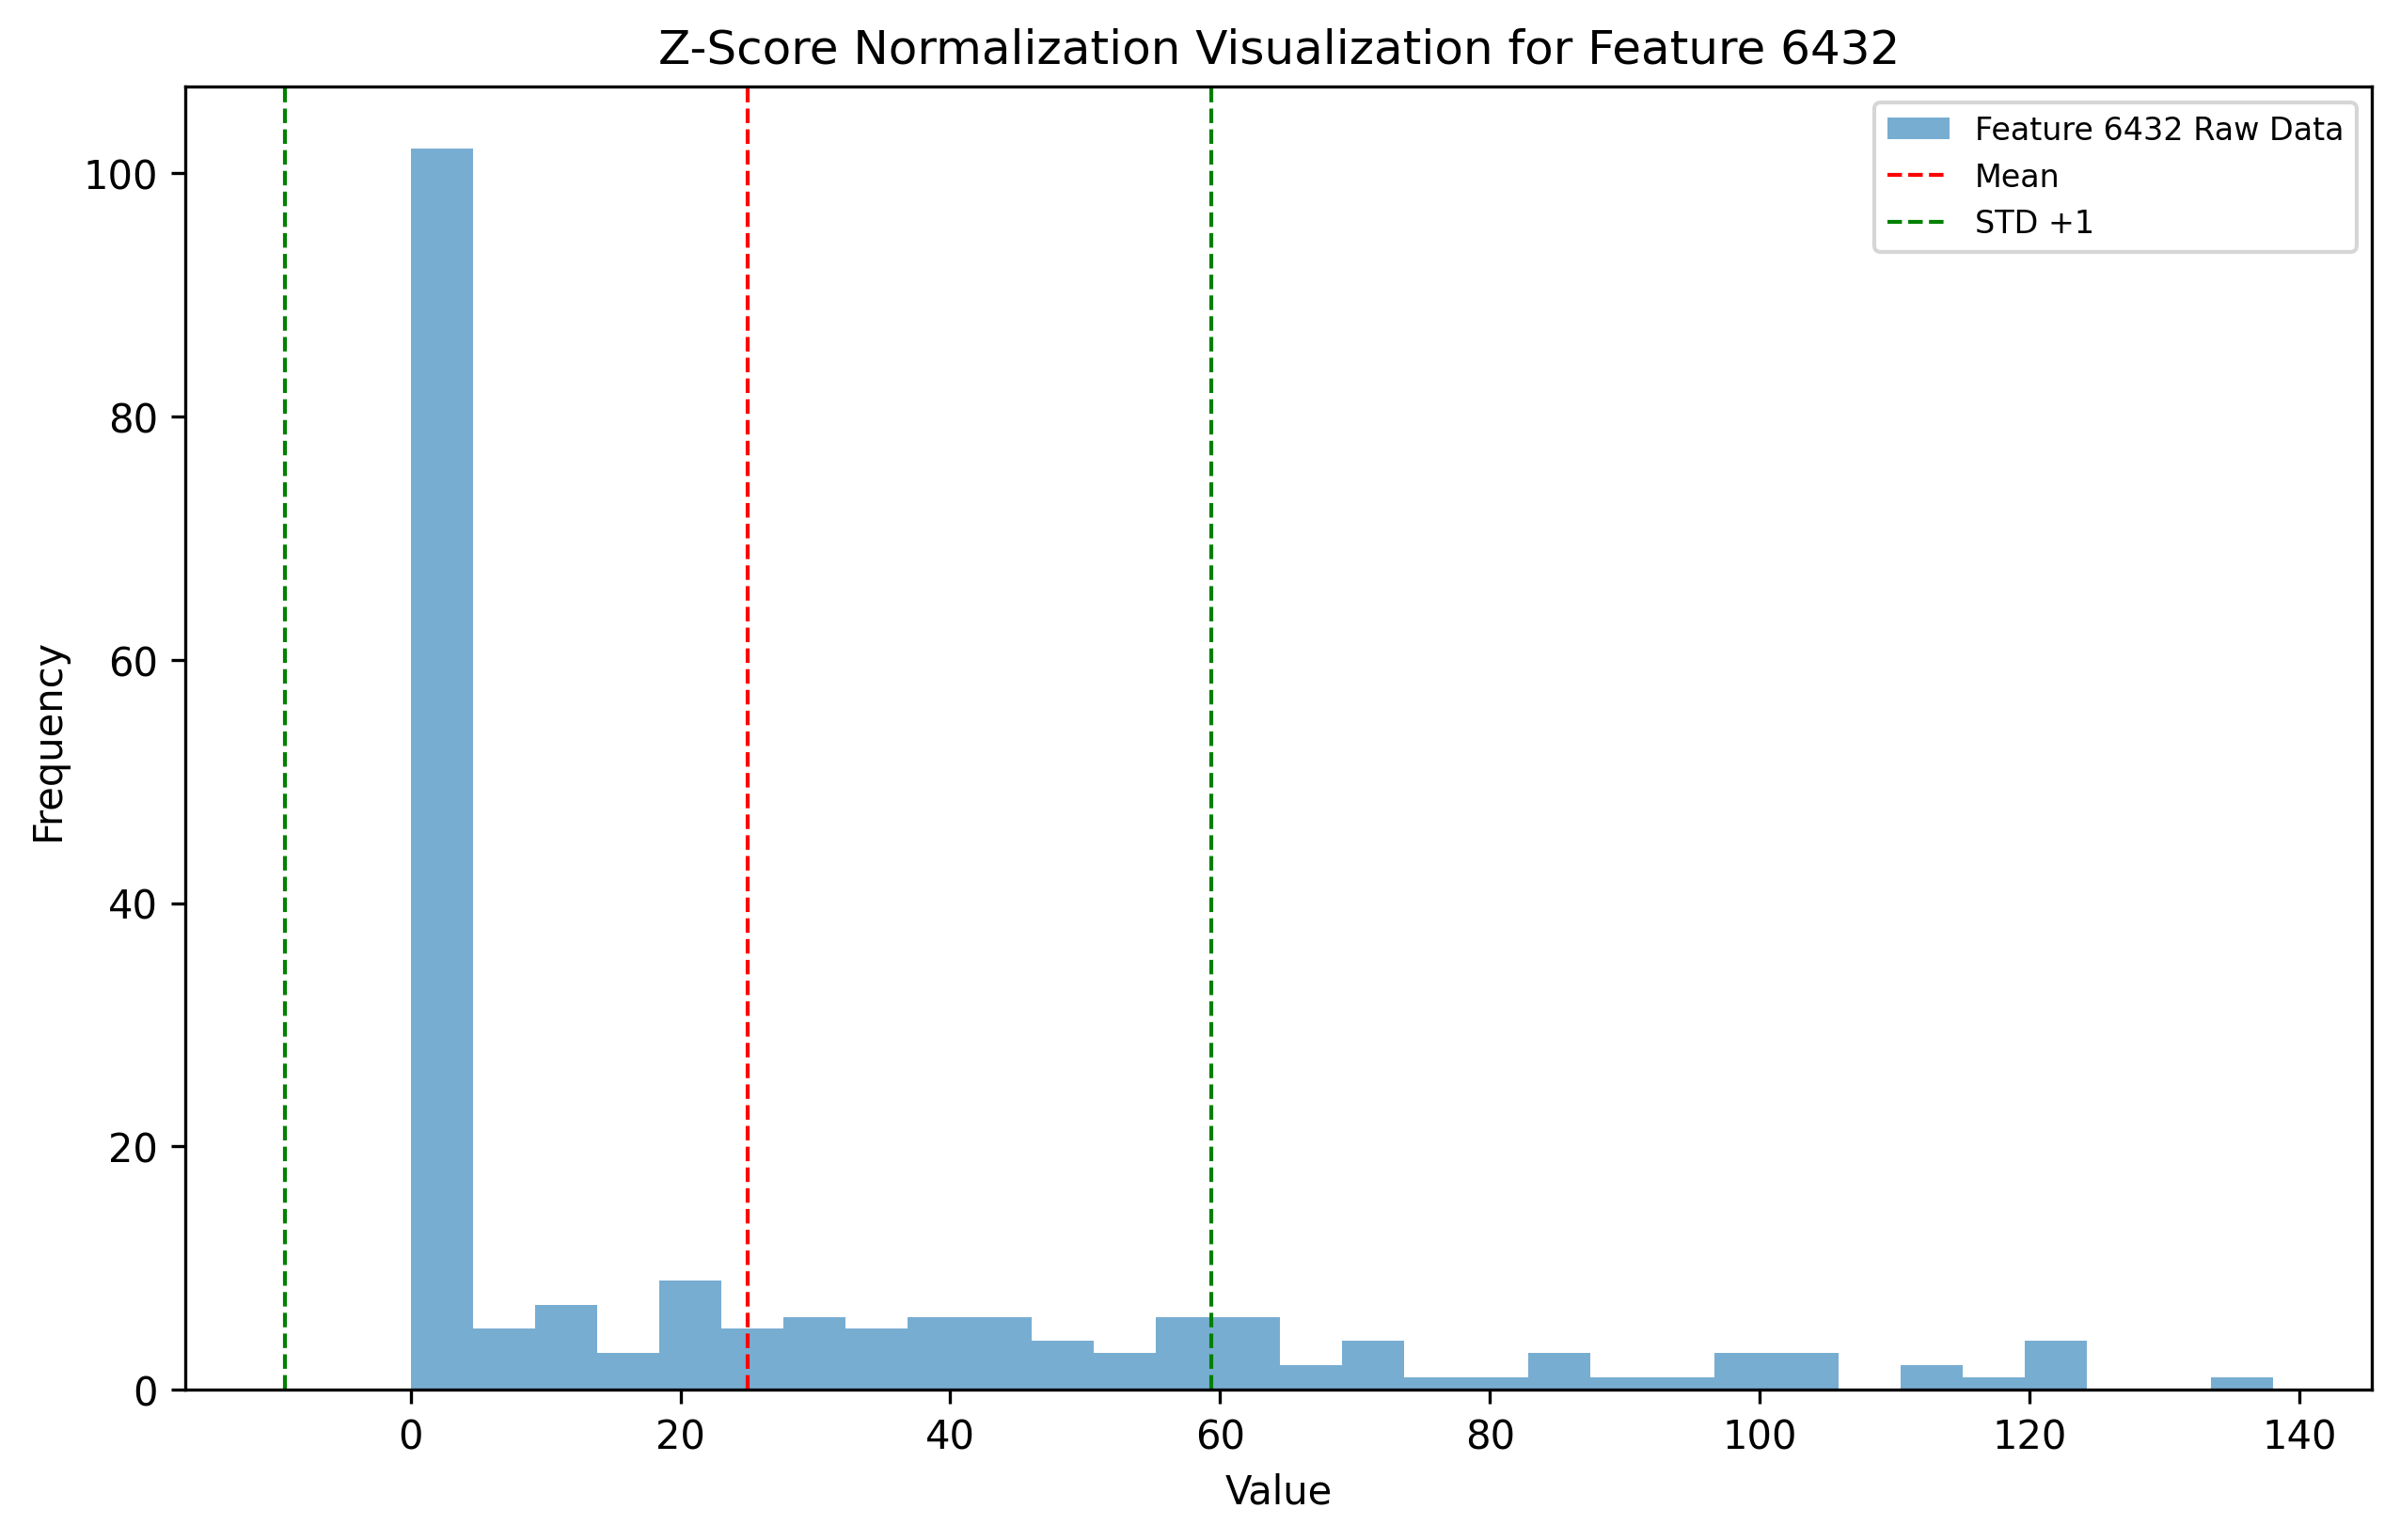 Z-Score Normalization Visualization for Feature 6432
Feature 6432 Raw Data
Mean
STD +1
Frequency
100
80
60
40
20
0
0 20 40 60 80 100 120 140
Value